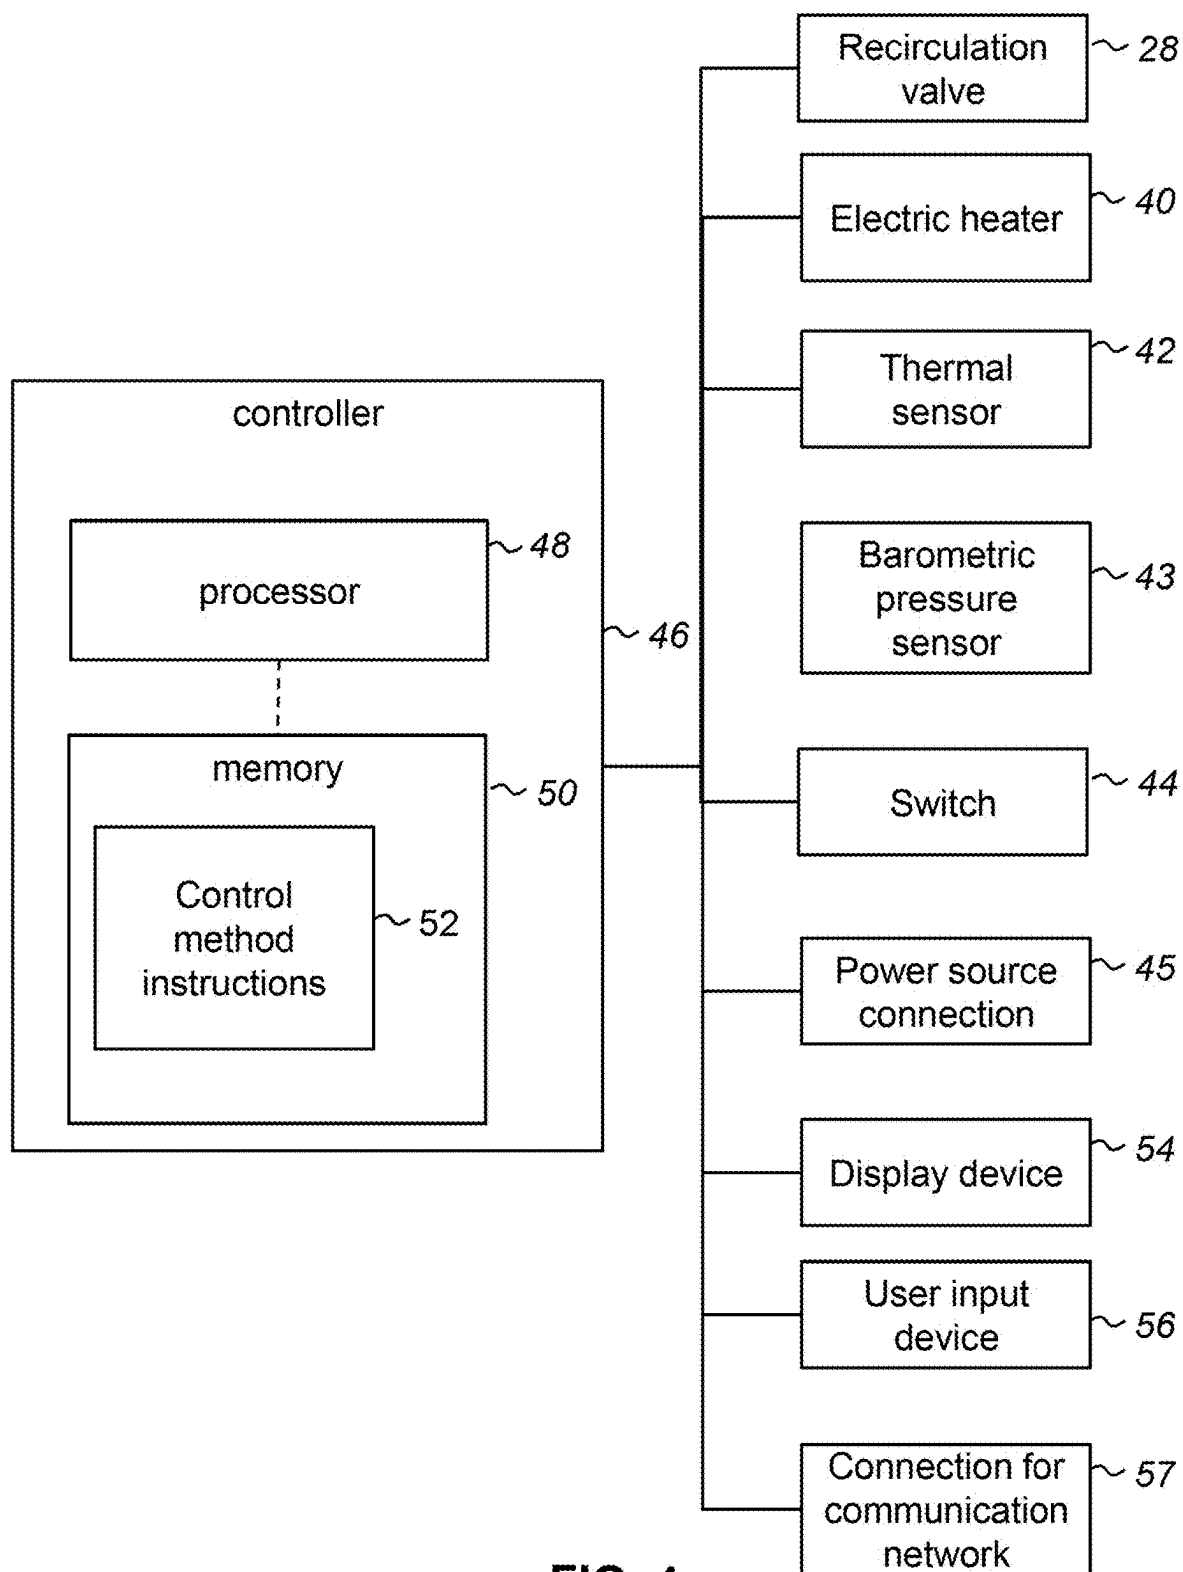 Recirculation
valve
28
Electric heater
40
Thermal
sensor
42
controller
processor
48
46
Barometric
pressure
sensor
43
memory
50
Switch
44
Control
method
instructions
52
Power source
connection
45
Display device
54
User input
device
56
Connection for
communication
network
57